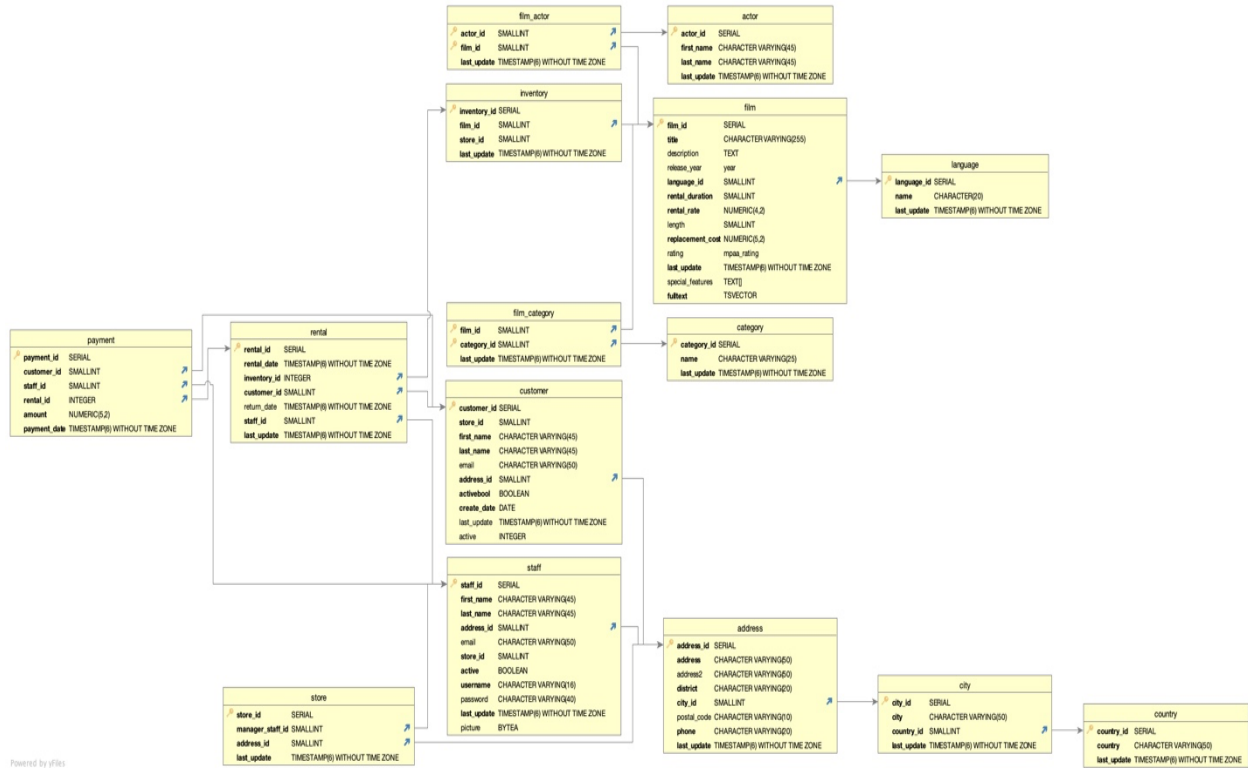 film_actor
actor_id SMALLINT
film_id SMALLINT
last_update TIMESTAMP(6) WITHOUT TIME ZONE
actor
actor_id SERIAL
first_name CHARACTER VARYING(45)
last_name CHARACTER VARYING(45)
last_update TIMESTAMP(6) WITHOUT TIME ZONE
inventory
inventory_id SERIAL
film_id SMALLINT
store_id SMALLINT
last_update TIMESTAMP(6) WITHOUT TIME ZONE
film
film_id SERIAL
title CHARACTER VARYING(255)
description TEXT
release_year year
language_id SMALLINT
rental_duration SMALLINT
rental_rate NUMERIC(4,2)
length SMALLINT
replacement_cost NUMERIC(5,2)
rating mpaa_rating
last_update TIMESTAMP(6) WITHOUT TIME ZONE
special_features TEXT[]
fulltext TSVECTOR
language
language_id SERIAL
name CHARACTER(20)
last_update TIMESTAMP(6) WITHOUT TIME ZONE
film_category
film_id SMALLINT
category_id SMALLINT
last_update TIMESTAMP(6) WITHOUT TIME ZONE
category
category_id SERIAL
name CHARACTER VARYING(25)
last_update TIMESTAMP(6) WITHOUT TIME ZONE
payment
payment_id SERIAL
customer_id SMALLINT
staff_id SMALLINT
rental_id INTEGER
amount NUMERIC(5,2)
payment_date TIMESTAMP(6) WITHOUT TIME ZONE
rental
rental_id SERIAL
rental_date TIMESTAMP(6) WITHOUT TIME ZONE
inventory_id INTEGER
customer_id SMALLINT
return_date TIMESTAMP(6) WITHOUT TIME ZONE
staff_id SMALLINT
last_update TIMESTAMP(6) WITHOUT TIME ZONE
customer
customer_id SERIAL
store_id SMALLINT
first_name CHARACTER VARYING(45)
last_name CHARACTER VARYING(45)
email CHARACTER VARYING(50)
address_id SMALLINT
activebool BOOLEAN
create_date DATE
last_update TIMESTAMP(6) WITHOUT TIME ZONE
active INTEGER
staff
staff_id SERIAL
first_name CHARACTER VARYING(45)
last_name CHARACTER VARYING(45)
address_id SMALLINT
email CHARACTER VARYING(50)
store_id SMALLINT
active BOOLEAN
username CHARACTER VARYING(16)
password CHARACTER VARYING(40)
last_update TIMESTAMP(6) WITHOUT TIME ZONE
picture BYTEA
store
store_id SERIAL
manager_staff_id SMALLINT
address_id SMALLINT
last_update TIMESTAMP(6) WITHOUT TIME ZONE
address
address_id SERIAL
address CHARACTER VARYING(50)
address2 CHARACTER VARYING(50)
district CHARACTER VARYING(20)
city_id SMALLINT
postal_code CHARACTER VARYING(10)
phone CHARACTER VARYING(20)
last_update TIMESTAMP(6) WITHOUT TIME ZONE
city
city_id SERIAL
city CHARACTER VARYING(50)
country_id SMALLINT
last_update TIMESTAMP(6) WITHOUT TIME ZONE
country
country_id SERIAL
country CHARACTER VARYING(50)
last_update TIMESTAMP(6) WITHOUT TIME ZONE
Powered by yFiles